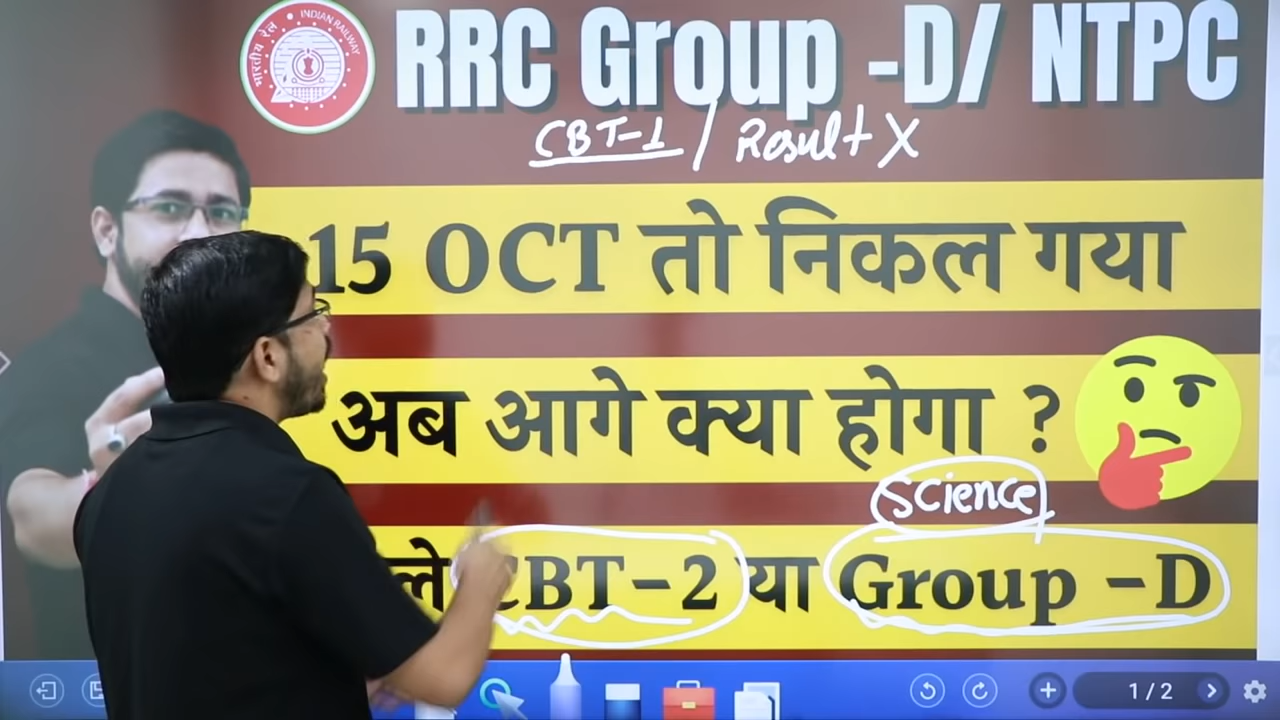 भारतीय रेल INDIAN RAILWAY
RRC Group -D/ NTPC
CBT-1 / Result X
15 OCT तो निकल गया
अब आगे क्या होगा ?
Science
CBT-2 या Group -D
1 / 2